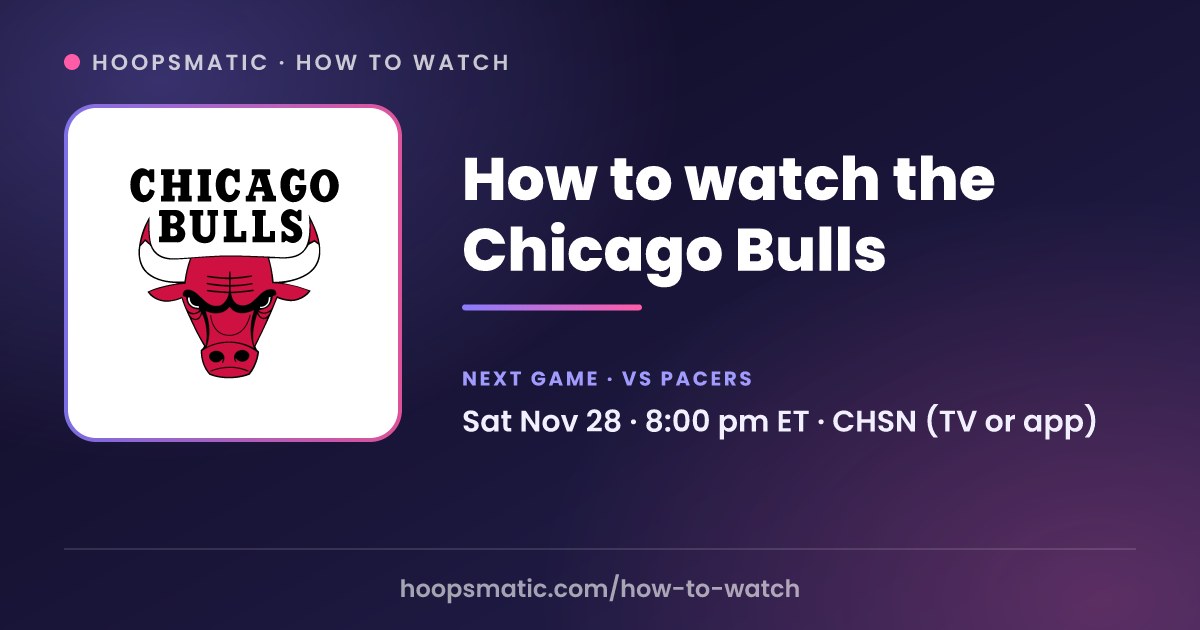 HOOPSMATIC · HOW TO WATCH
CHICAGO
BULLS
How to watch the
Chicago Bulls
NEXT GAME · VS PACERS
Sat Nov 28 · 8:00 pm ET · CHSN (TV or app)
hoopsmatic.com/how-to-watch